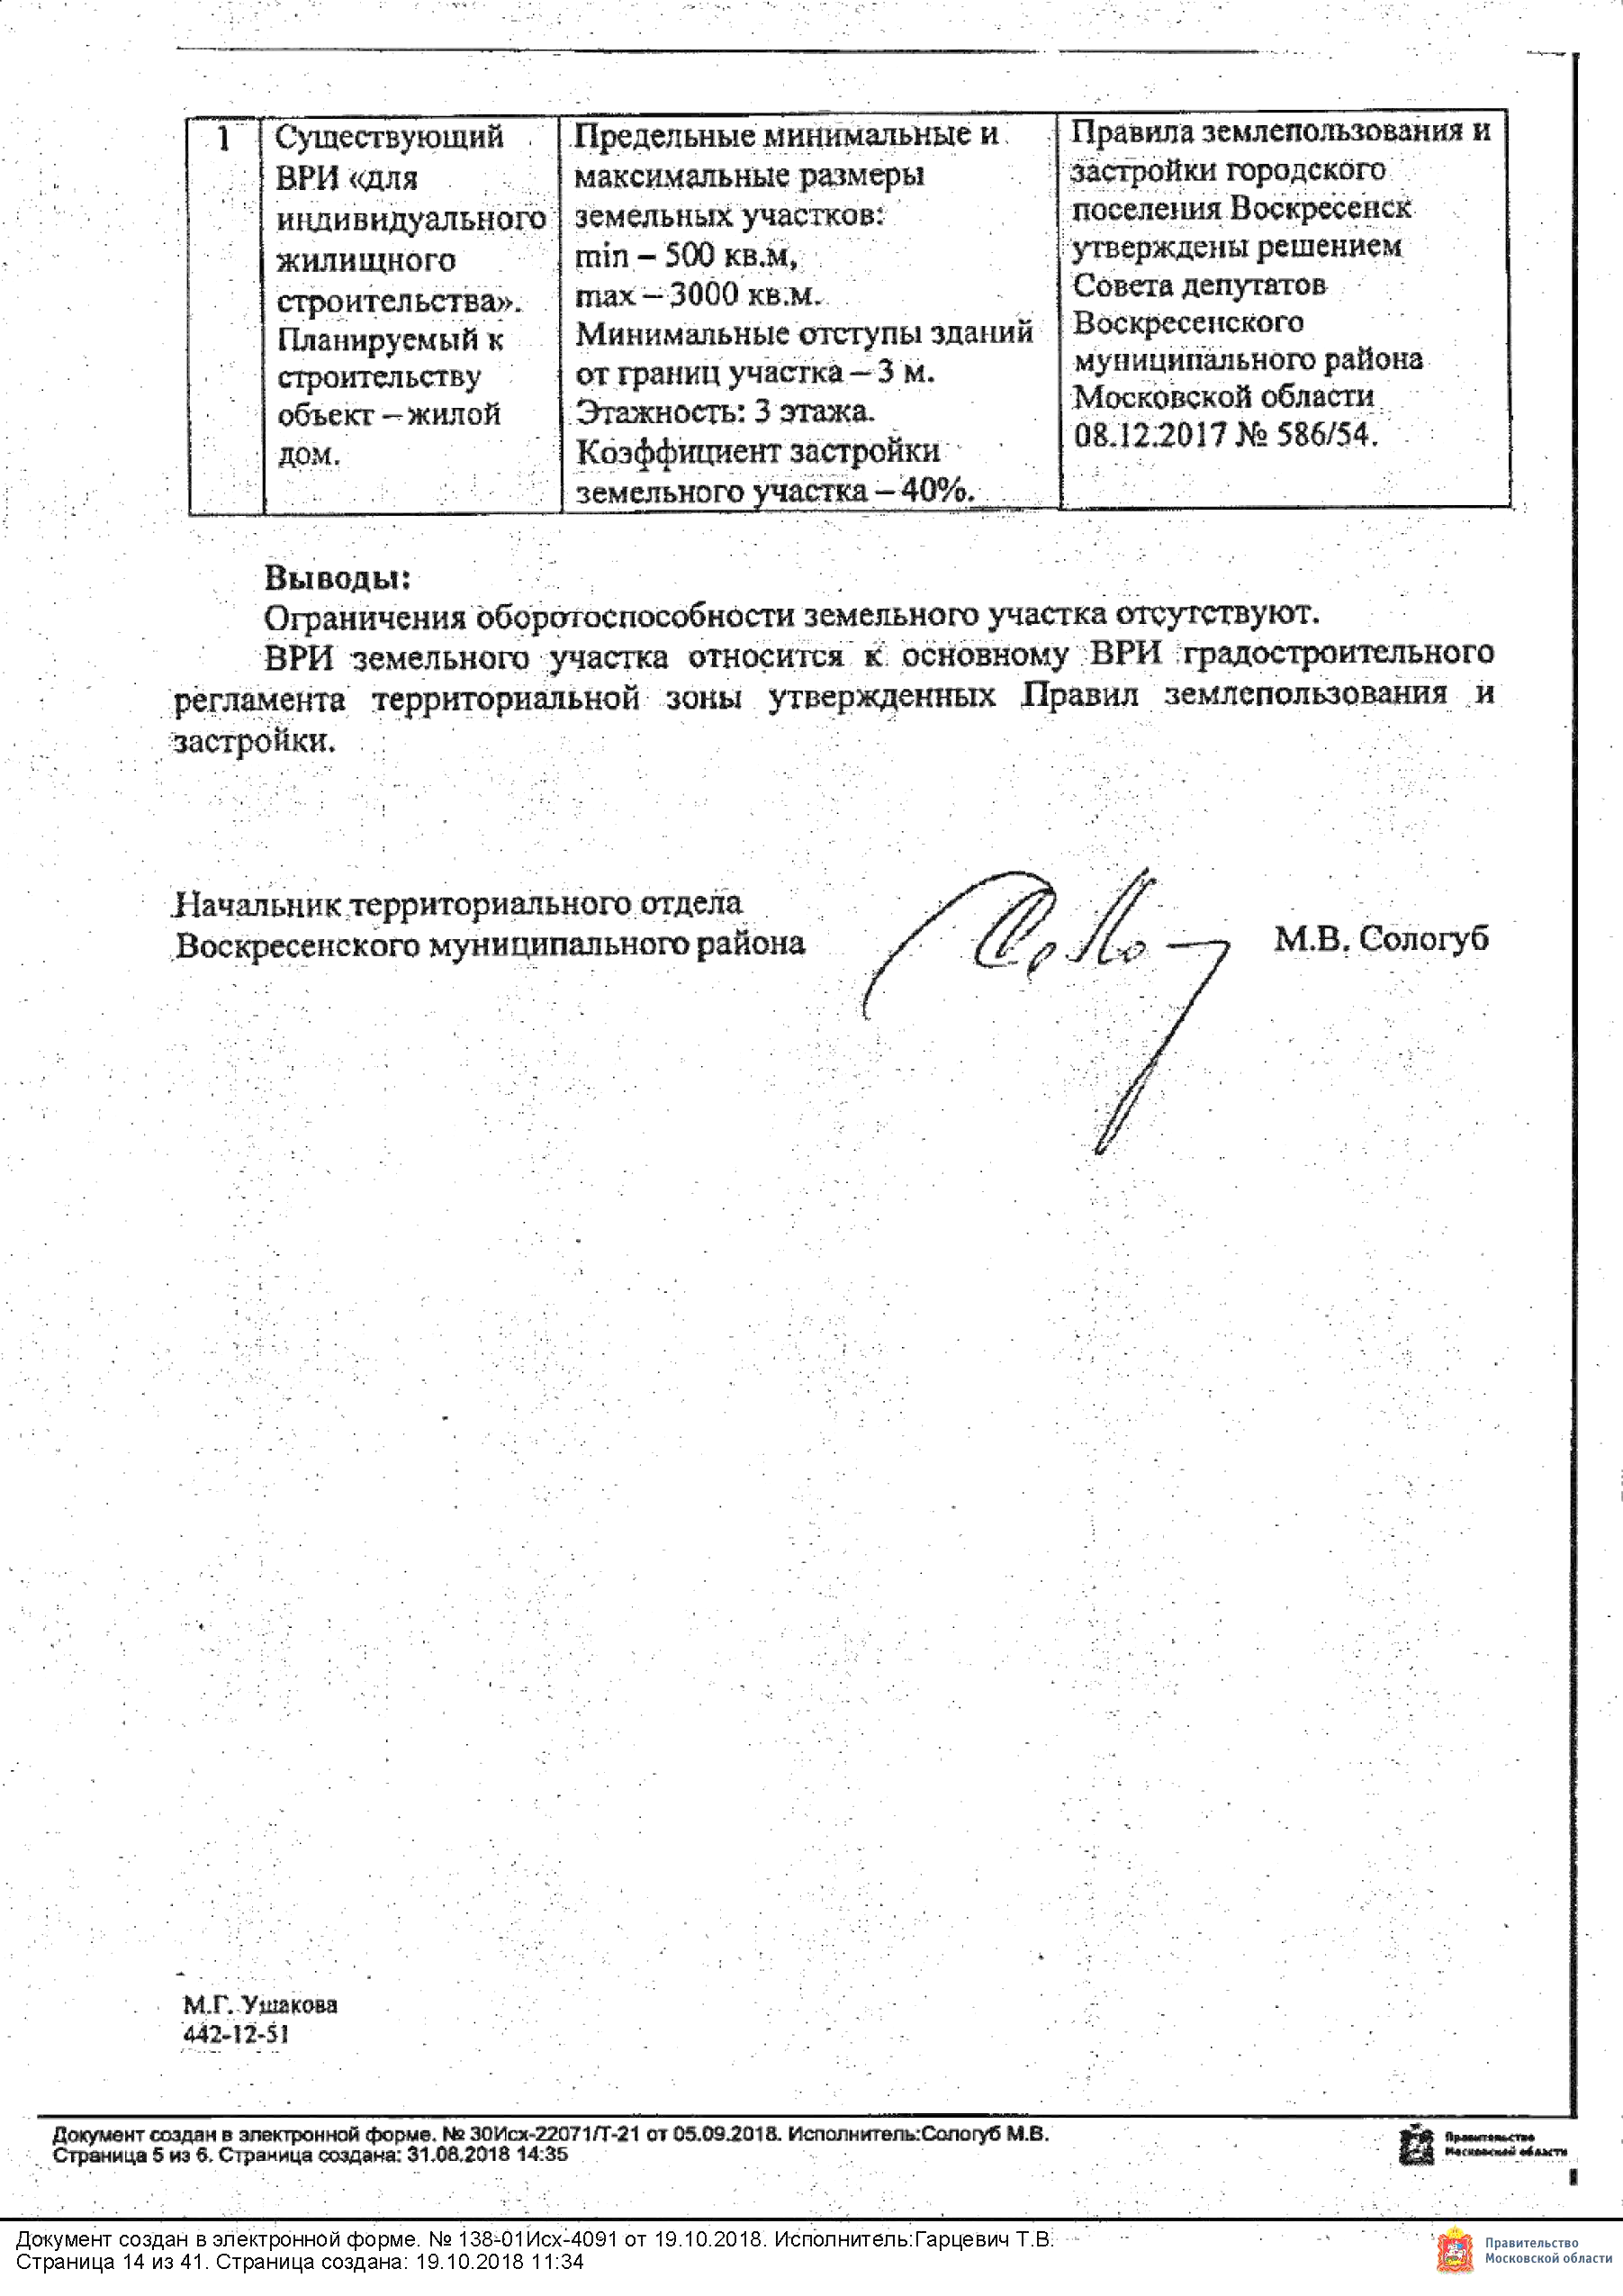 1
Существующий
ВРИ «для
индивидуального
жилищного
строительства».
Планируемый к
строительству
объект – жилой
дом.
Предельные минимальные и
максимальные размеры
земельных участков:
min – 500 кв.м,
max – 3000 кв.м.
Минимальные отступы зданий
от границ участка – 3 м.
Этажность: 3 этажа.
Коэффициент застройки
земельного участка – 40%.
Правила землепользования и
застройки городского
поселения Воскресенск
утверждены решением
Совета депутатов
Воскресенского
муниципального района
Московской области
08.12.2017 № 586/54.
Выводы:
Ограничения оборотоспособности земельного участка отсутствуют.
ВРИ земельного участка относится к основному ВРИ градостроительного
регламента территориальной зоны утвержденных Правил землепользования и
застройки.
Начальник территориального отдела
Воскресенского муниципального района
М.В. Сологуб
М.Г. Ушакова
442-12-51
Документ создан в электронной форме. № 30Исх-22071/Т-21 от 05.09.2018. Исполнитель:Сологуб М.В.
Страница 5 из 6. Страница создана: 31.08.2018 14:35
Правительство
Московской области
Документ создан в электронной форме. № 138-01Исх-4091 от 19.10.2018. Исполнитель:Гарцевич Т.В.
Страница 14 из 41. Страница создана: 19.10.2018 11:34
Правительство
Московской области